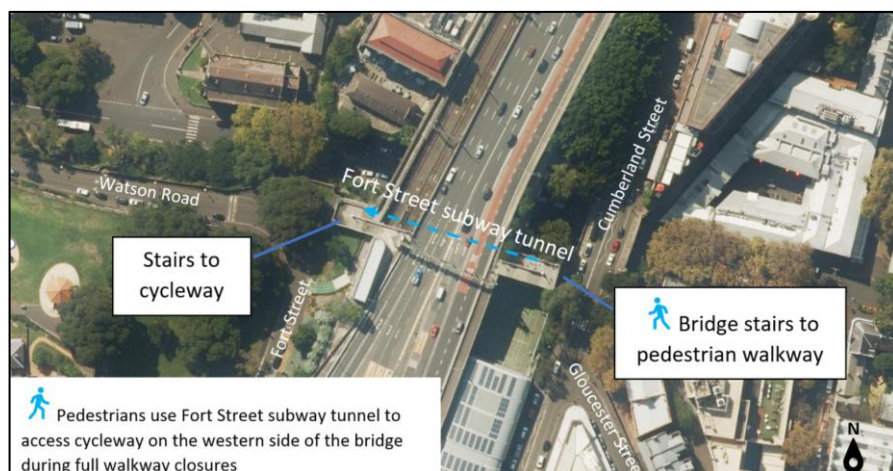 Watson Road
Fort Street subway tunnel
Cumberland Street
Stairs to
cycleway
Fort Street
Bridge stairs to
pedestrian walkway
Gloucester Street
Pedestrians use Fort Street subway tunnel to
access cycleway on the western side of the bridge
during full walkway closures
N